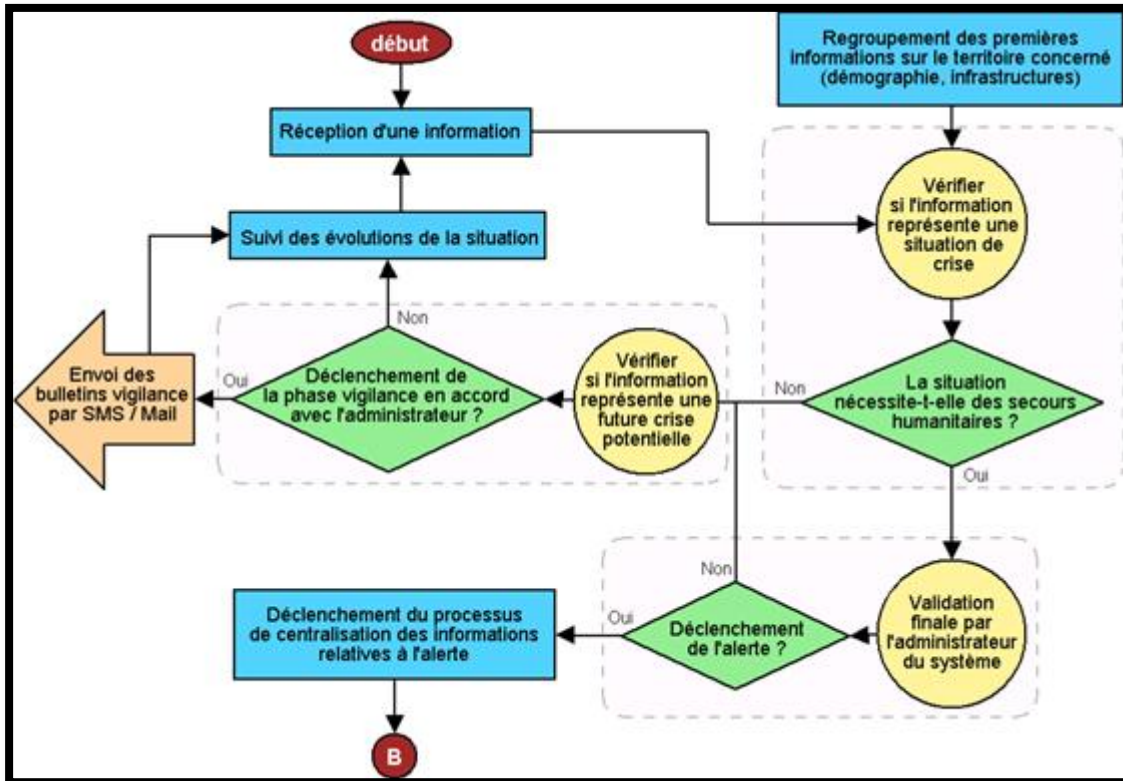 début
Regroupement des premières
informations sur le territoire concerné
(démographie, infrastructures)
Réception d'une information
Vérifier
si l'information
représente une
situation de
crise
Suivi des évolutions de la situation
Non
Envoi des
bulletins vigilance
par SMS / Mail
Oui
Déclenchement de
la phase vigilance en accord
avec l'administrateur ?
Vérifier
si l'information
représente une
future crise
potentielle
Non
La situation
nécessite-t-elle des secours
humanitaires ?
Oui
Non
Déclenchement du processus
de centralisation des informations
relatives à l'alerte
Oui
Déclenchement
de l'alerte ?
Validation
finale par
l'administrateur
du système
B